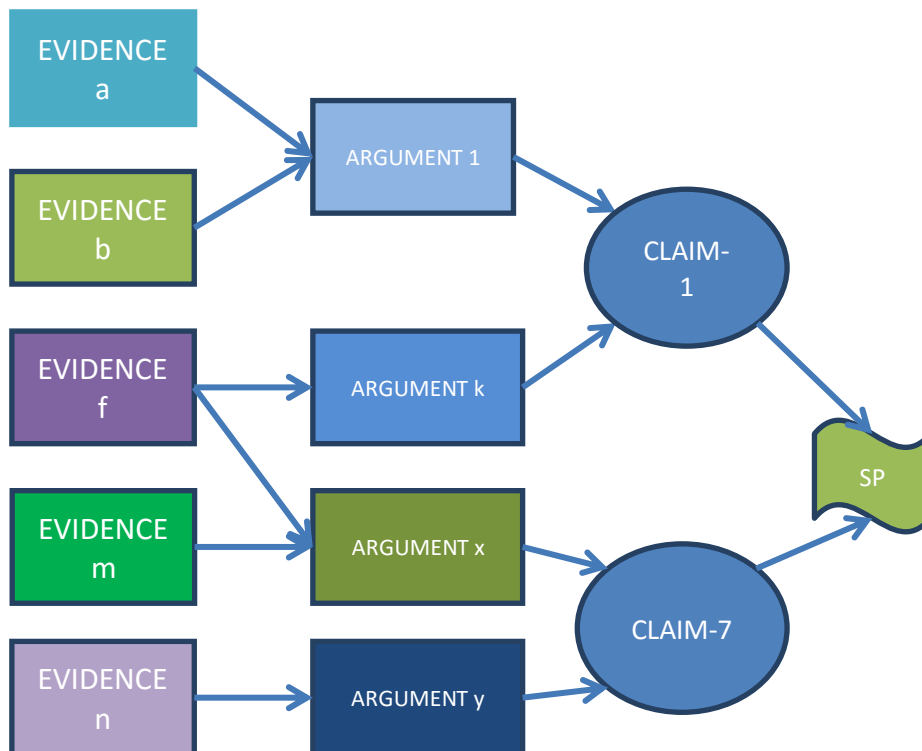 EVIDENCE
a
ARGUMENT 1
EVIDENCE
b
CLAIM-
1
EVIDENCE
f
ARGUMENT k
SP
EVIDENCE
m
ARGUMENT x
CLAIM-7
EVIDENCE
n
ARGUMENT y